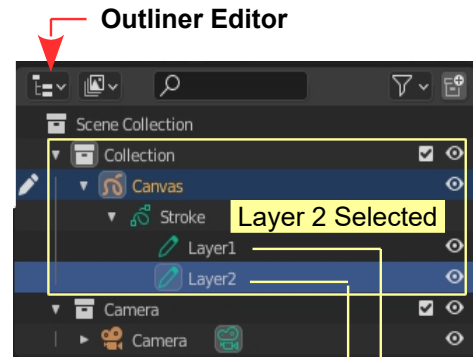 Outliner Editor
Scene Collection
Collection
Canvas
Stroke
Layer 2 Selected
Layer1
Layer2
Camera
Camera